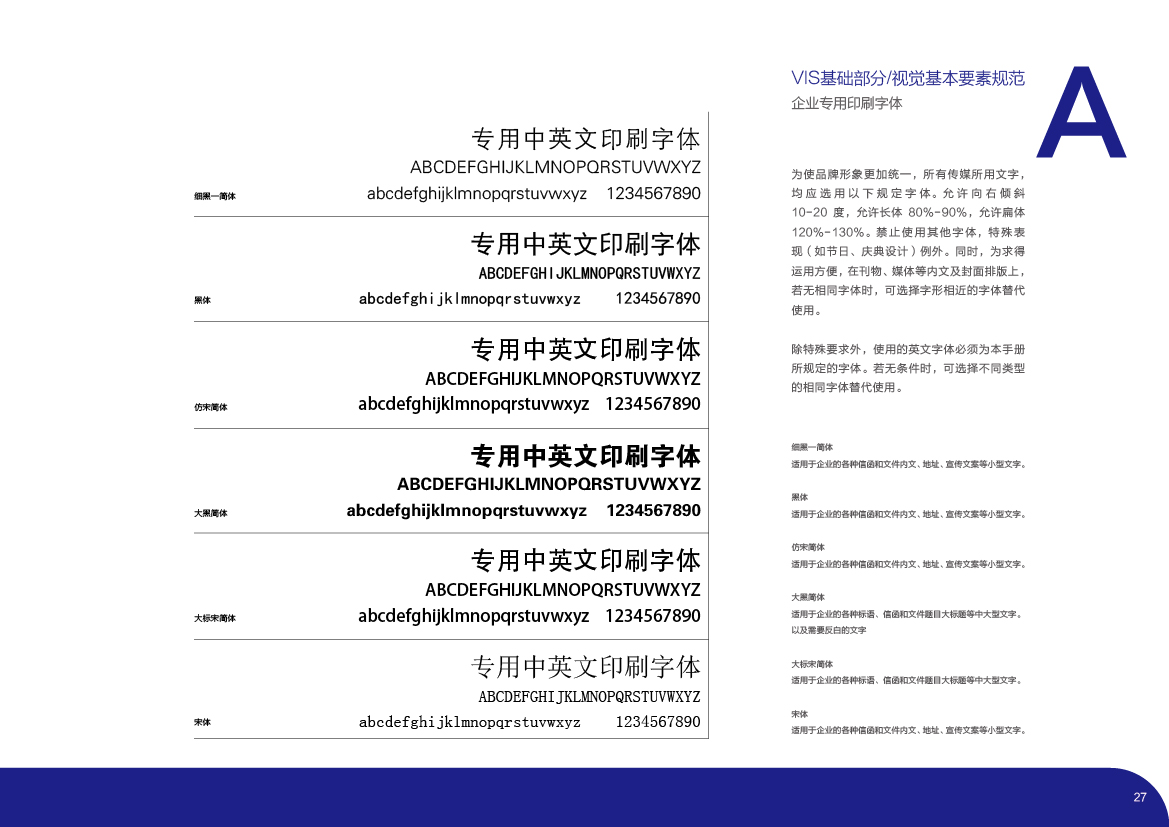 VIS基础部分/视觉基本要素规范
企业专用印刷字体
A
专用中英文印刷字体
ABCDEFGHIJKLMNOPQRSTUVWXYZ
细黑一简体 abcdefghijklmnopqrstuvwxyz 1234567890
专用中英文印刷字体
ABCDEFGHIJKLMNOPQRSTUVWXYZ
黑体 abcdefghijklmnopqrstuvwxyz 1234567890
专用中英文印刷字体
ABCDEFGHIJKLMNOPQRSTUVWXYZ
仿宋简体 abcdefghijklmnopqrstuvwxyz 1234567890
专用中英文印刷字体
ABCDEFGHIJKLMNOPQRSTUVWXYZ
大黑简体 abcdefghijklmnopqrstuvwxyz 1234567890
专用中英文印刷字体
ABCDEFGHIJKLMNOPQRSTUVWXYZ
大标宋简体 abcdefghijklmnopqrstuvwxyz 1234567890
专用中英文印刷字体
ABCDEFGHIJKLMNOPQRSTUVWXYZ
宋体 abcdefghijklmnopqrstuvwxyz 1234567890
为使品牌形象更加统一，所有传媒所用文字，
均应选用以下规定字体。允许向右倾斜
10-20 度，允许长体 80%-90%，允许扁体
120%-130%。禁止使用其他字体，特殊表
现（如节日、庆典设计）例外。同时，为求得
运用方便，在刊物、媒体等内文及封面排版上，
若无相同字体时，可选择字形相近的字体替代
使用。
除特殊要求外，使用的英文字体必须为本手册
所规定的字体。若无条件时，可选择不同类型
的相同字体替代使用。
细黑一简体
适用于企业的各种信函和文件内文、地址、宣传文案等小型文字。
黑体
适用于企业的各种信函和文件内文、地址、宣传文案等小型文字。
仿宋简体
适用于企业的各种信函和文件内文、地址、宣传文案等小型文字。
大黑简体
适用于企业的各种标语、信函和文件题目大标题等中大型文字。
以及需要反白的文字
大标宋简体
适用于企业的各种标语、信函和文件题目大标题等中大型文字。
宋体
适用于企业的各种信函和文件内文、地址、宣传文案等小型文字。
27